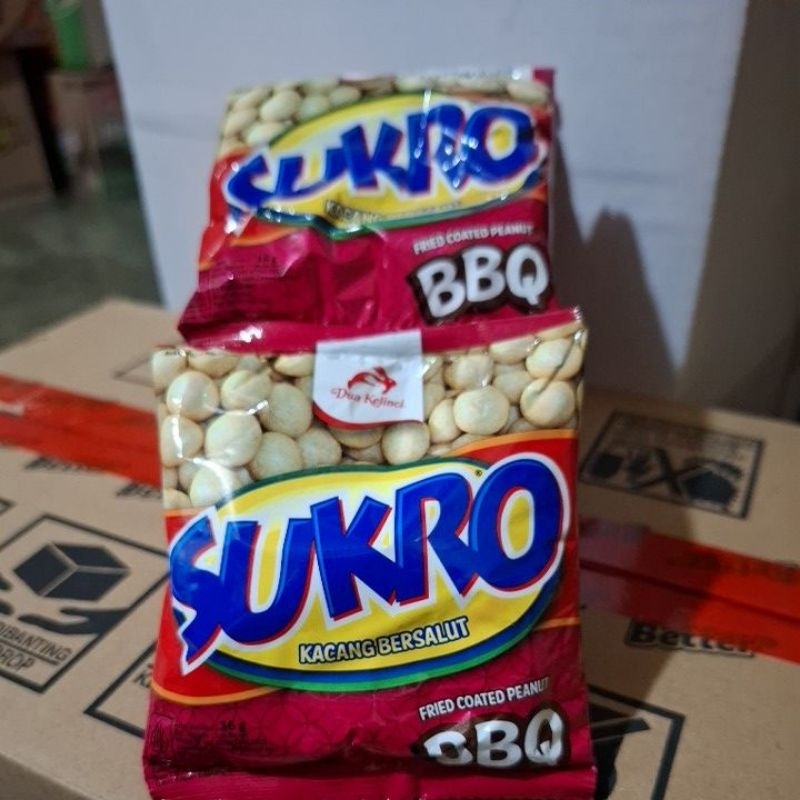 SUKRO
FRIED COATED PEANUT
BBQ
Dua Kelinci
SUKRO®
KACANG BERSALUT
FRIED COATED PEANUT
BBQ
Better